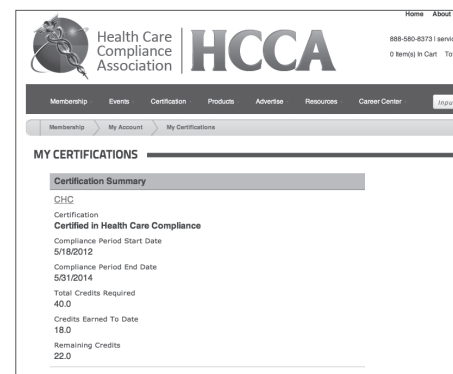 Home About
Health Care
Compliance
Association
HCCA
888-580-8373 | servic
0 Item(s) In Cart To
Membership Events Certification Products Advertise Resources Career Center Inpu
Membership My Account My Certifications
MY CERTIFICATIONS
Certification Summary
CHC
Certification
Certified in Health Care Compliance
Compliance Period Start Date
5/18/2012
Compliance Period End Date
5/31/2014
Total Credits Required
40.0
Credits Earned To Date
18.0
Remaining Credits
22.0